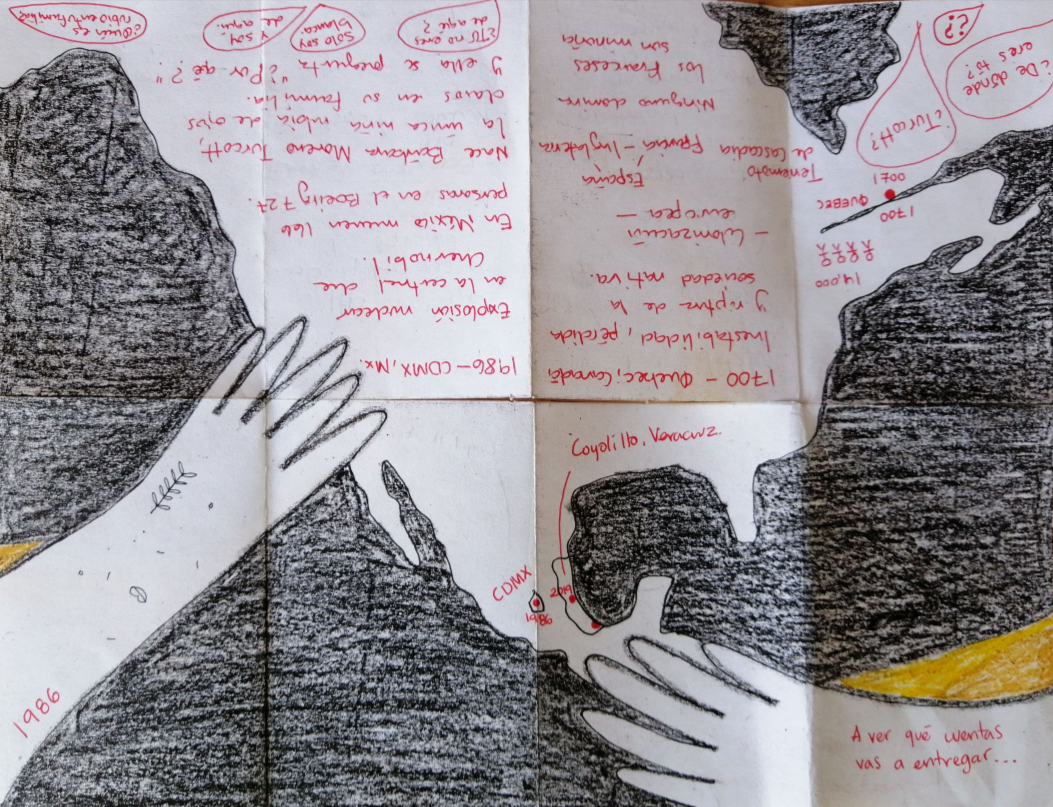 1700 – Quebec, Canadá,
Inestabilidad, pérdida
y ruptura de la
sociedad nativa.
– Colonización
europea –
España
Francia – Inglaterra
Terremoto
de Cascadia
Ninguno domina
Los Franceses
son minoría
14,000
1700
QUEBEC
1700
¿De dónde
eres tú?
¿Turcott?
¿?
1986 – CDMX, Mx.
Explosión nuclear
en la central de
Chernobil.
En México mueren 166
personas en el Boeing 727.
Nace Bárbara Moreno Turcott,
la única niña rubia de ojos
claros en su familia.
y ella se pregunta "¿Por qé?"
¿TÚ no eres
de aqí?
Sólo soy
blanca.
Y soy
de aquí.
¿Quién es
rubio en tu familia?
Coyolillo, Veracruz.
CDMX
1986
2019
1986
A ver qué cuentas
vas a entregar...